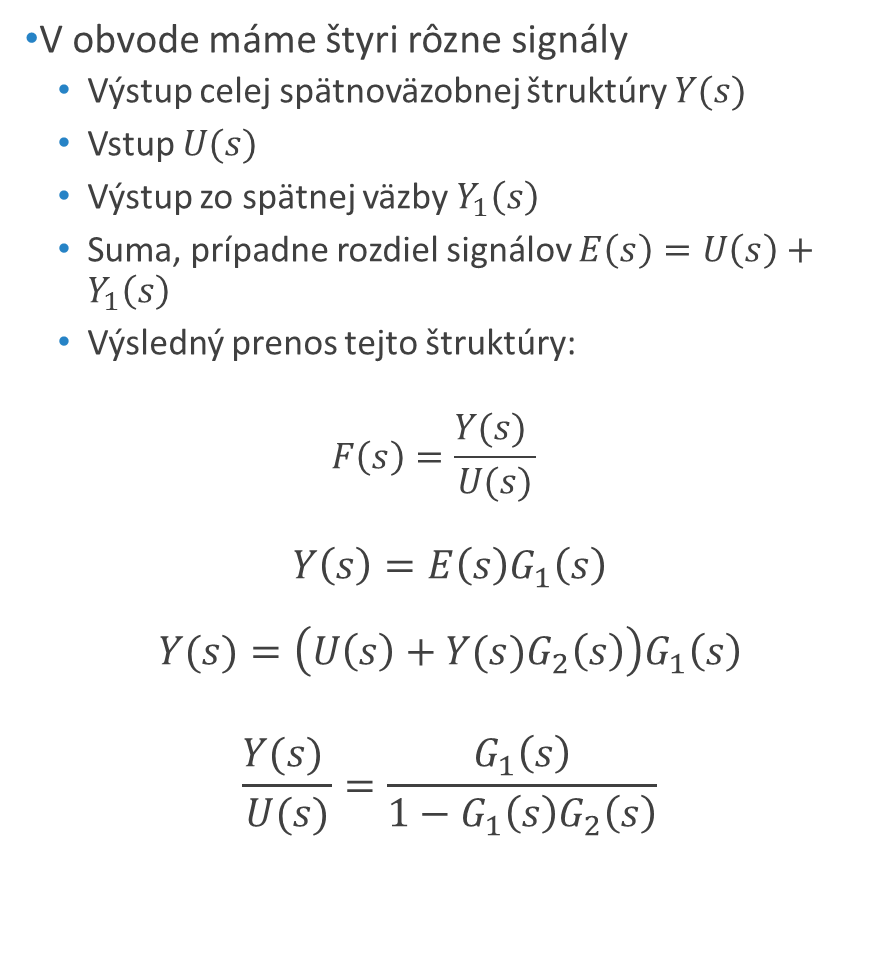 •V obvode máme štyri rôzne signály
• Výstup celej spätnoväzobnej štruktúry Y(s)
• Vstup U(s)
• Výstup zo spätnej väzby Y₁(s)
• Suma, prípadne rozdiel signálov E(s) = U(s) +
Y₁(s)
• Výsledný prenos tejto štruktúry:
F(s) = Y(s)/U(s)
Y(s) = E(s)G₁(s)
Y(s) = (U(s) + Y(s)G₂(s))G₁(s)
Y(s)/U(s) = G₁(s)/(1 − G₁(s)G₂(s))